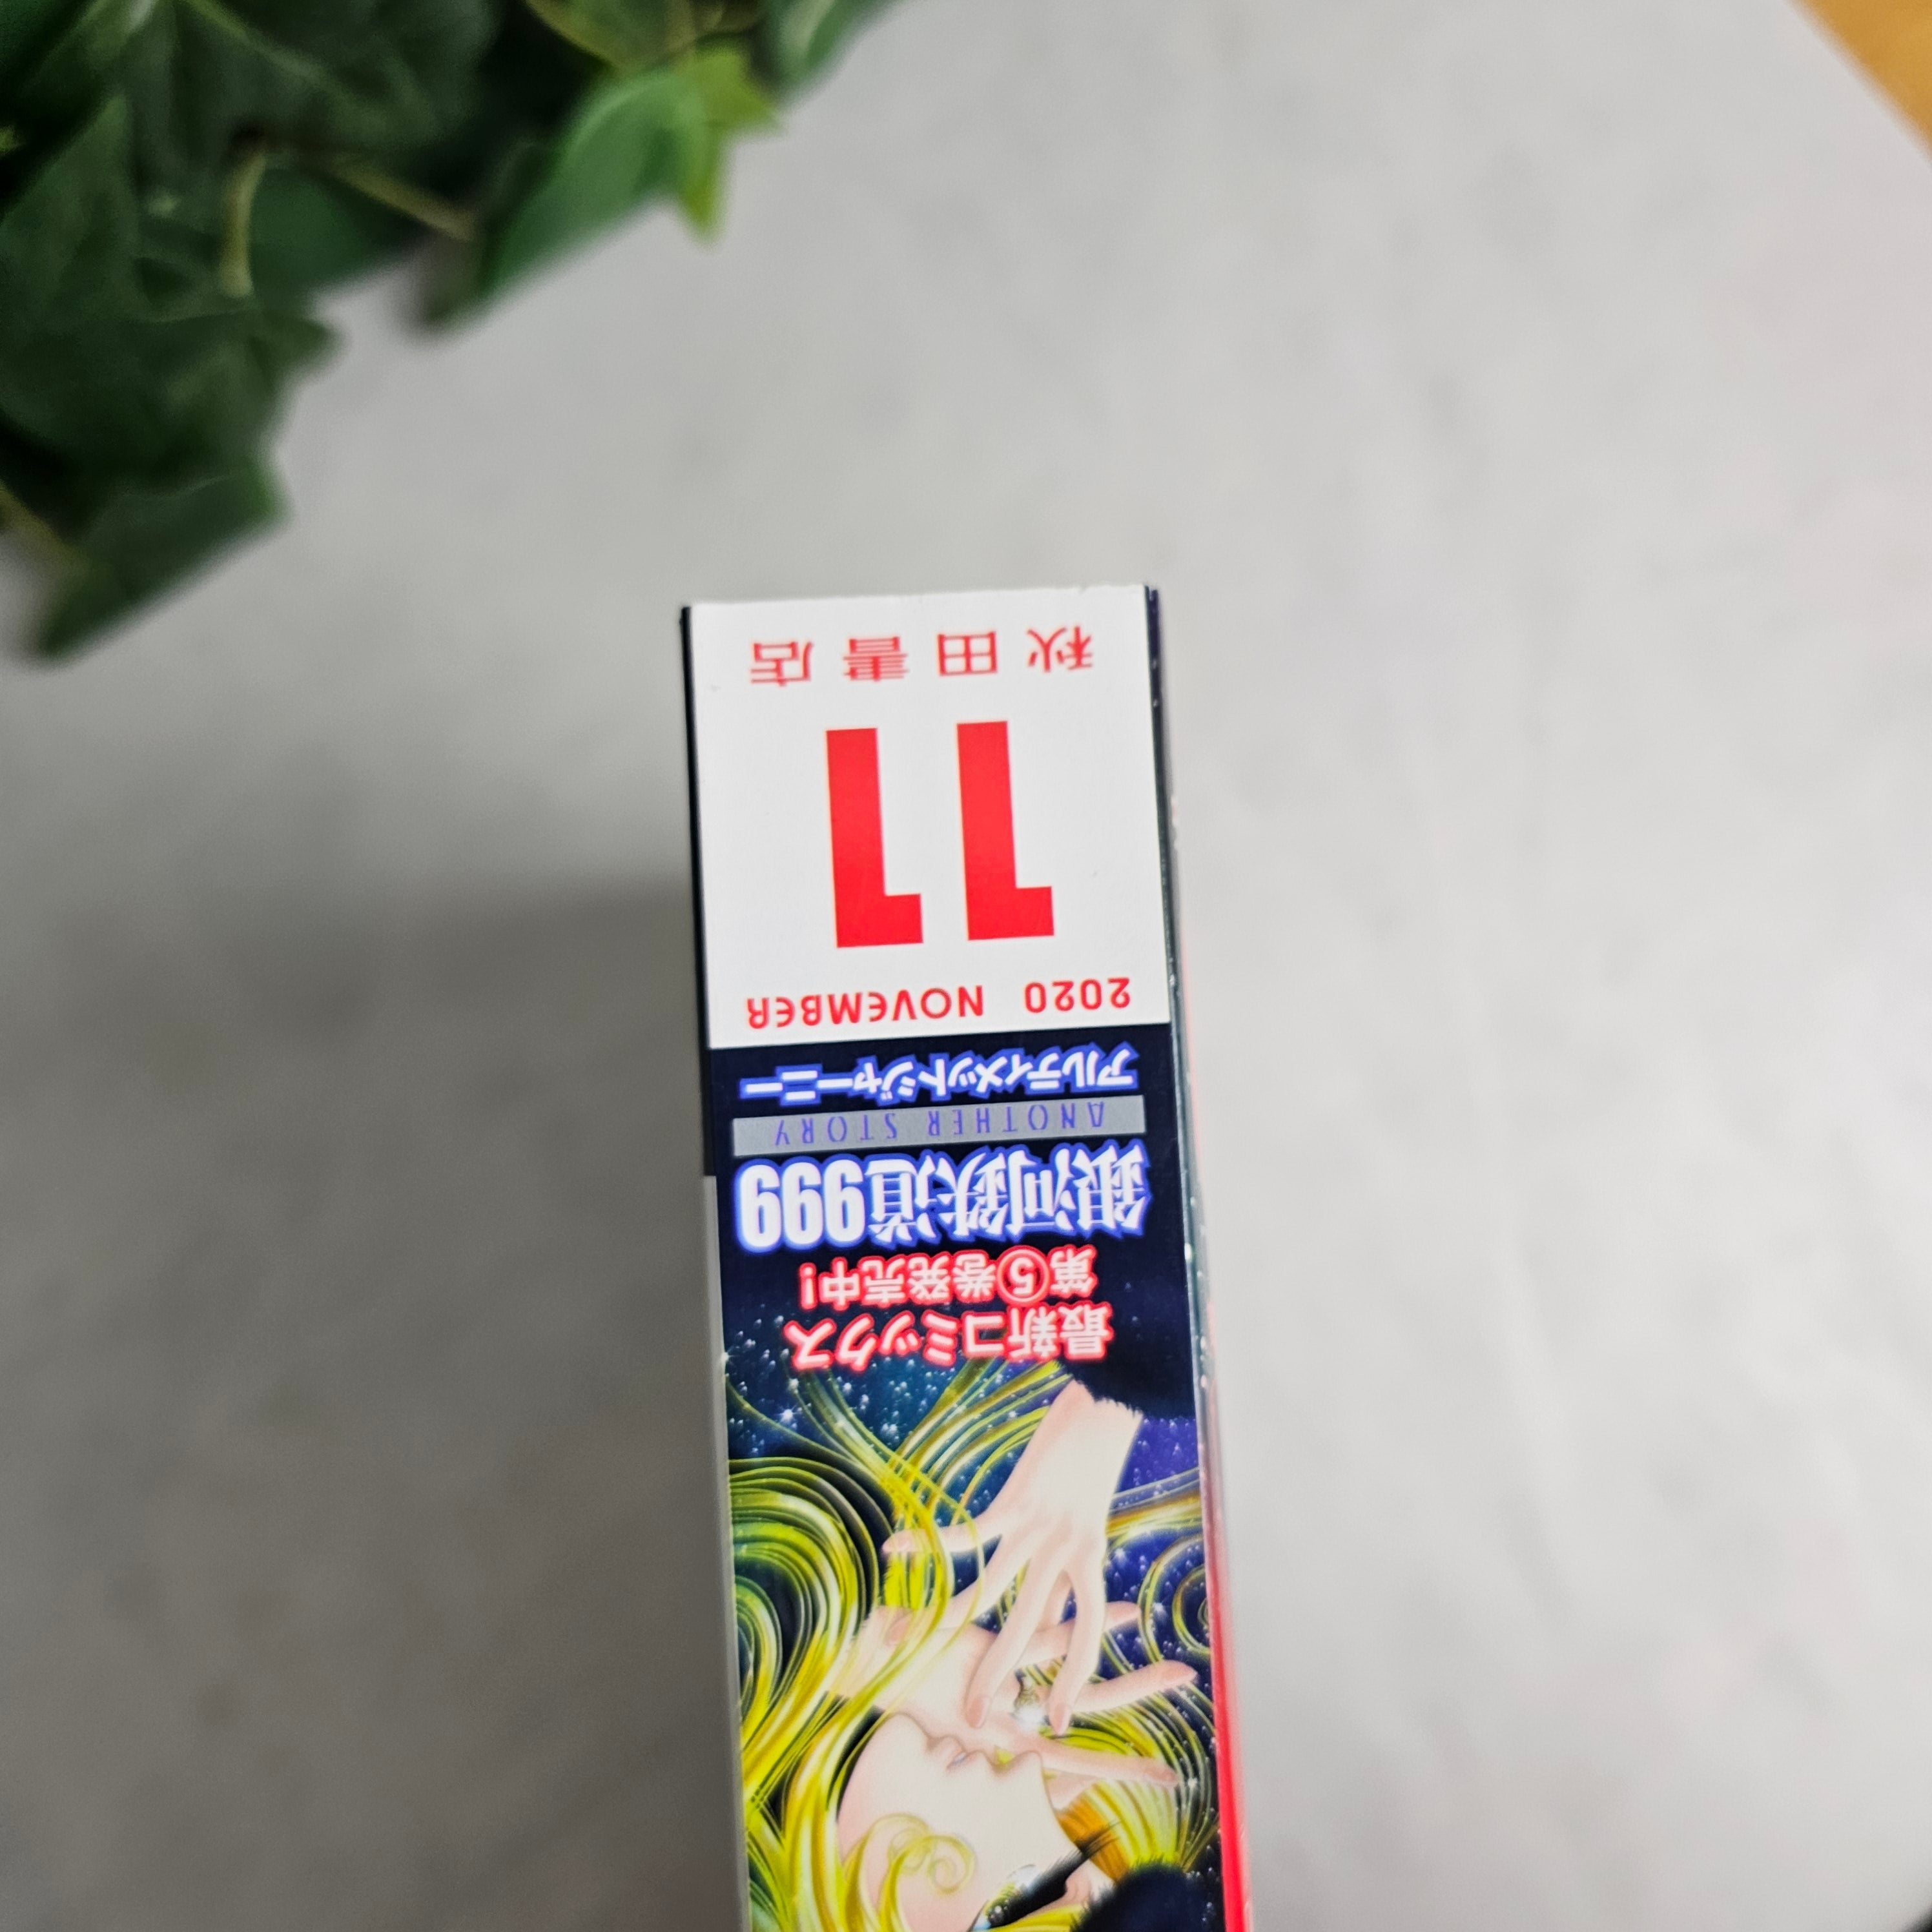 最新コミックス
第⑤巻発売中!
銀河鉄道999
ANOTHER STORY
アルティメットジャーニー
2020 NOVEMBER
11
秋田書店